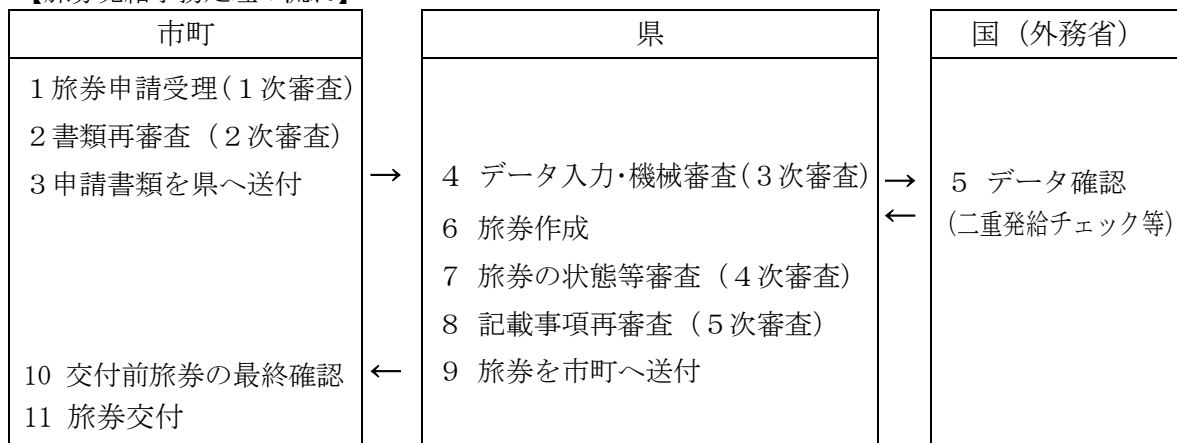 【旅券発給事務処理の流れ】
市町
1 旅券申請受理(１次審査)
2 書類再審査（２次審査）
3 申請書類を県へ送付
10 交付前旅券の最終確認
11 旅券交付
→
←
県
4 データ入力･機械審査(３次審査)
6 旅券作成
7 旅券の状態等審査（４次審査）
8 記載事項再審査（５次審査）
9 旅券を市町へ送付
→
←
国（外務省）
5 データ確認
(二重発給チェック等)